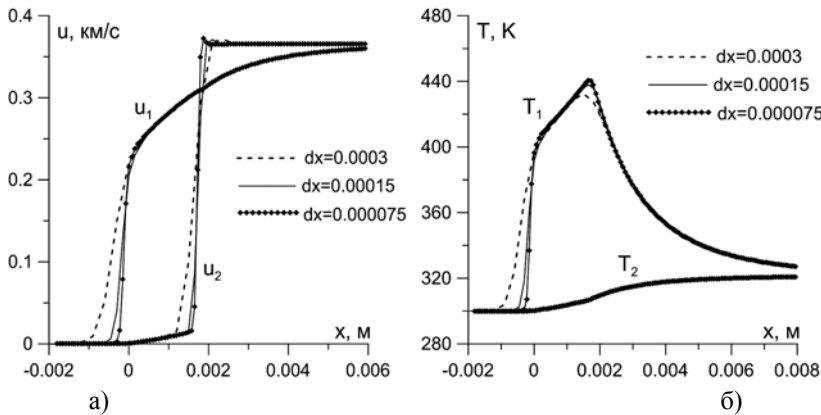 0.4
u, км/с
0.3
u₁
0.2
dx=0.0003
dx=0.00015
dx=0.000075
0.1
u₂
0
x, м
-0.002
0
0.002
0.004
0.006
а)
480
T, K
440
dx=0.0003
dx=0.00015
dx=0.000075
T₁
400
360
T₂
320
280
x, м
-0.002
0
0.002
0.004
0.006
0.008
б)